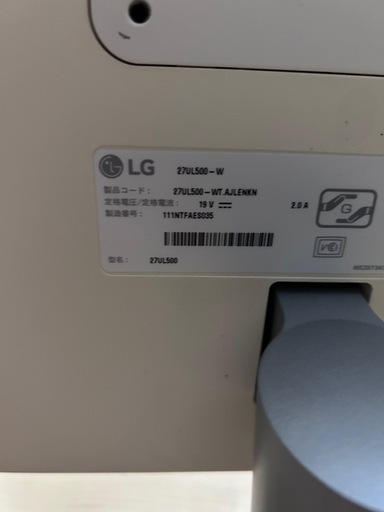 LG 27UL500-W
製品コード: 27UL500-WT.AJLENKN
定格電圧/定格電流: 19 V 2.0 A
製造番号: 111NTFAES035
G
型名: 27UL500